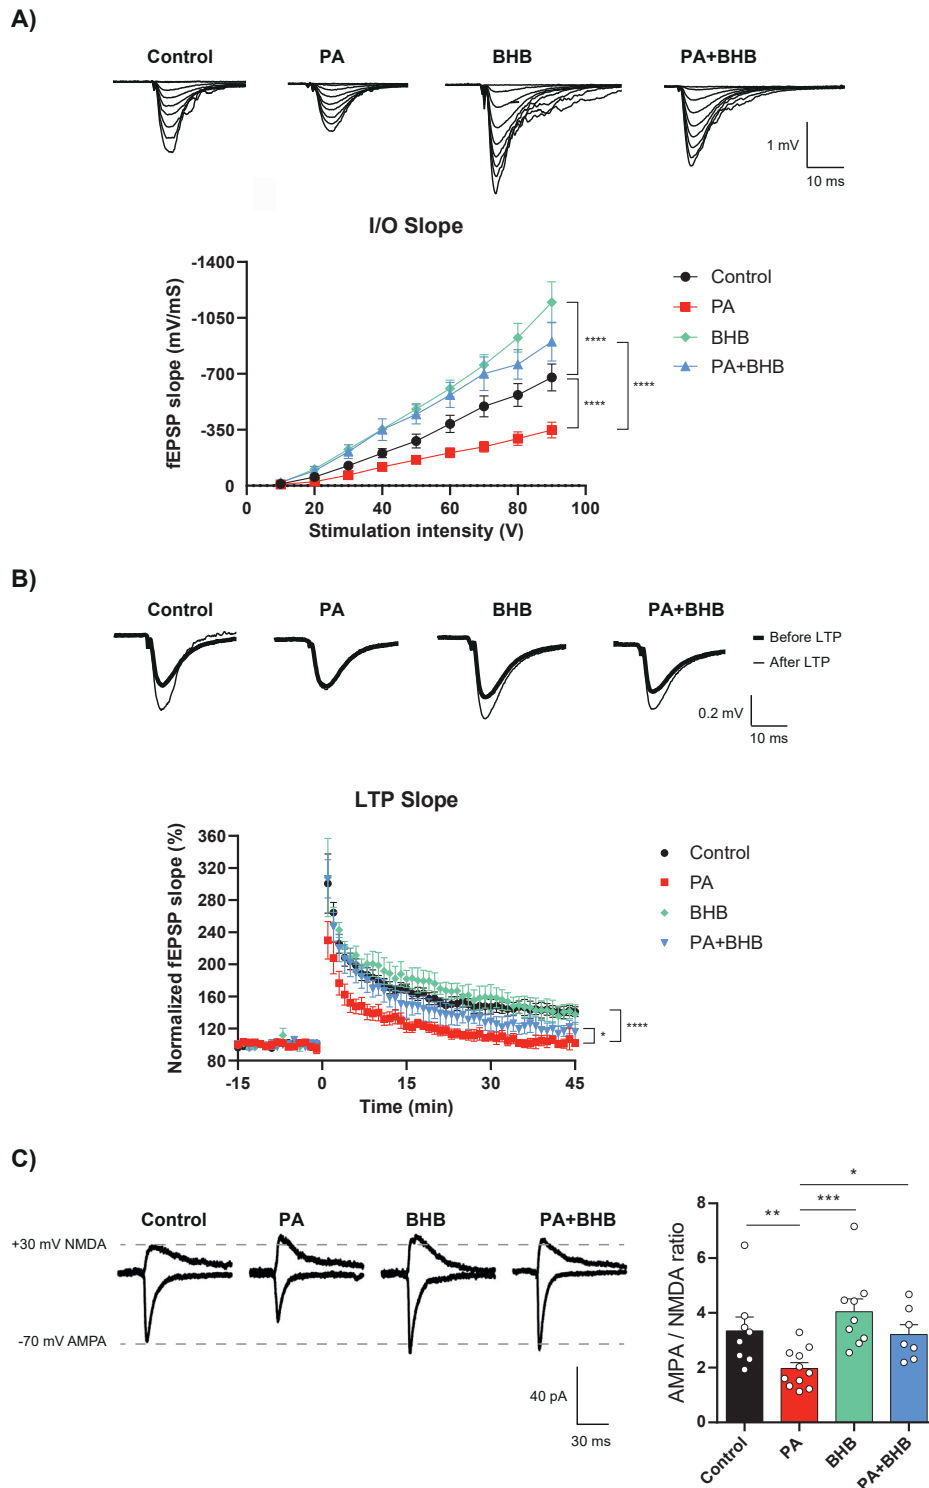 A)
Control PA BHB PA+BHB
1 mV
10 ms
I/O Slope
fEPSP slope (mV/mS)
-1400
-1050
-700
-350
0
0 20 40 60 80 100
Stimulation intensity (V)
****
****
****
Control
PA
BHB
PA+BHB
B)
Control PA BHB PA+BHB
Before LTP
After LTP
0.2 mV
10 ms
LTP Slope
Normalized fEPSP slope (%)
360
320
280
240
200
160
120
80
-15 0 15 30 45
Time (min)
*
****
Control
PA
BHB
PA+BHB
C)
Control PA BHB PA+BHB
+30 mV NMDA
-70 mV AMPA
40 pA
30 ms
AMPA / NMDA ratio
8
6
4
2
0
*
***
**
Control PA BHB PA+BHB